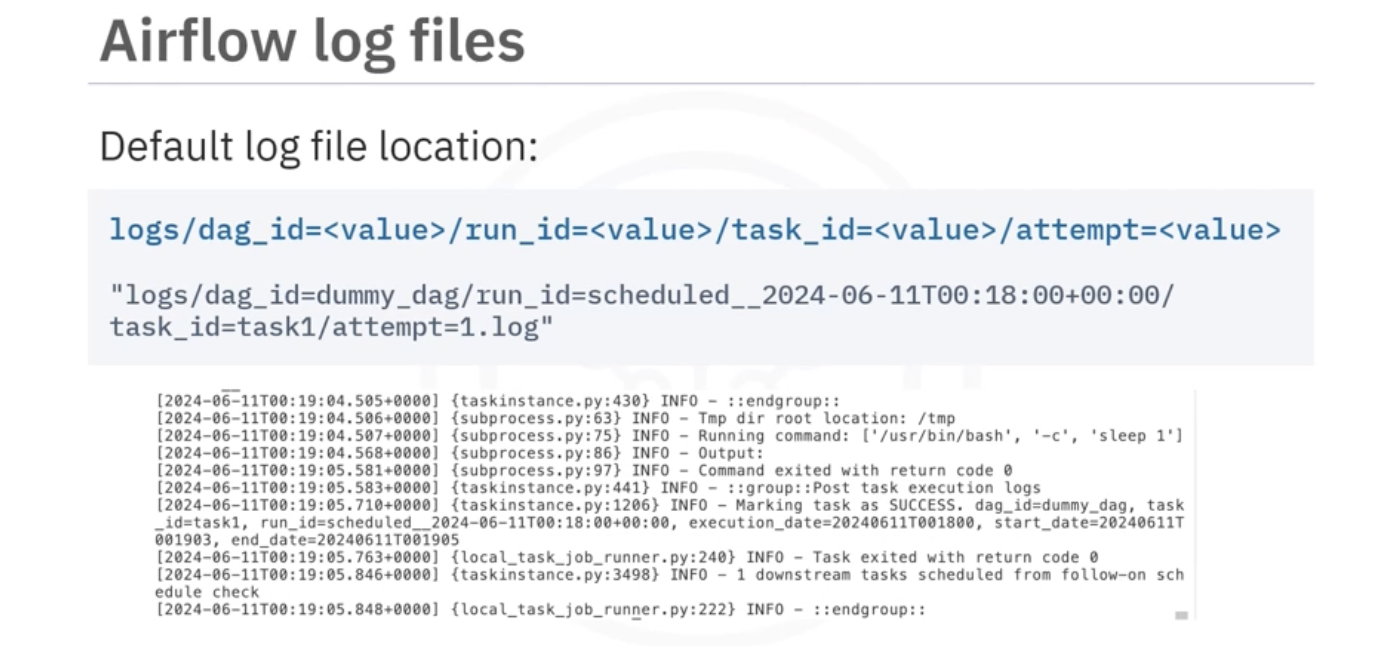 Airflow log files
Default log file location:
logs/dag_id=<value>/run_id=<value>/task_id=<value>/attempt=<value>
"logs/dag_id=dummy_dag/run_id=scheduled__2024-06-11T00:18:00+00:00/
task_id=task1/attempt=1.log"
[2024-06-11T00:19:04.505+0000] {taskinstance.py:430} INFO - ::endgroup::
[2024-06-11T00:19:04.506+0000] {subprocess.py:63} INFO - Tmp dir root location: /tmp
[2024-06-11T00:19:04.507+0000] {subprocess.py:75} INFO - Running command: ['/usr/bin/bash', '-c', 'sleep 1']
[2024-06-11T00:19:04.568+0000] {subprocess.py:86} INFO - Output:
[2024-06-11T00:19:05.581+0000] {subprocess.py:97} INFO - Command exited with return code 0
[2024-06-11T00:19:05.583+0000] {taskinstance.py:441} INFO - ::group::Post task execution logs
[2024-06-11T00:19:05.710+0000] {taskinstance.py:1206} INFO - Marking task as SUCCESS. dag_id=dummy_dag, task
_id=task1, run_id=scheduled__2024-06-11T00:18:00+00:00, execution_date=20240611T001800, start_date=20240611T
001903, end_date=20240611T001905
[2024-06-11T00:19:05.763+0000] {local_task_job_runner.py:240} INFO - Task exited with return code 0
[2024-06-11T00:19:05.846+0000] {taskinstance.py:3498} INFO - 1 downstream tasks scheduled from follow-on sch
edule check
[2024-06-11T00:19:05.848+0000] {local_task_job_runner.py:222} INFO - ::endgroup::